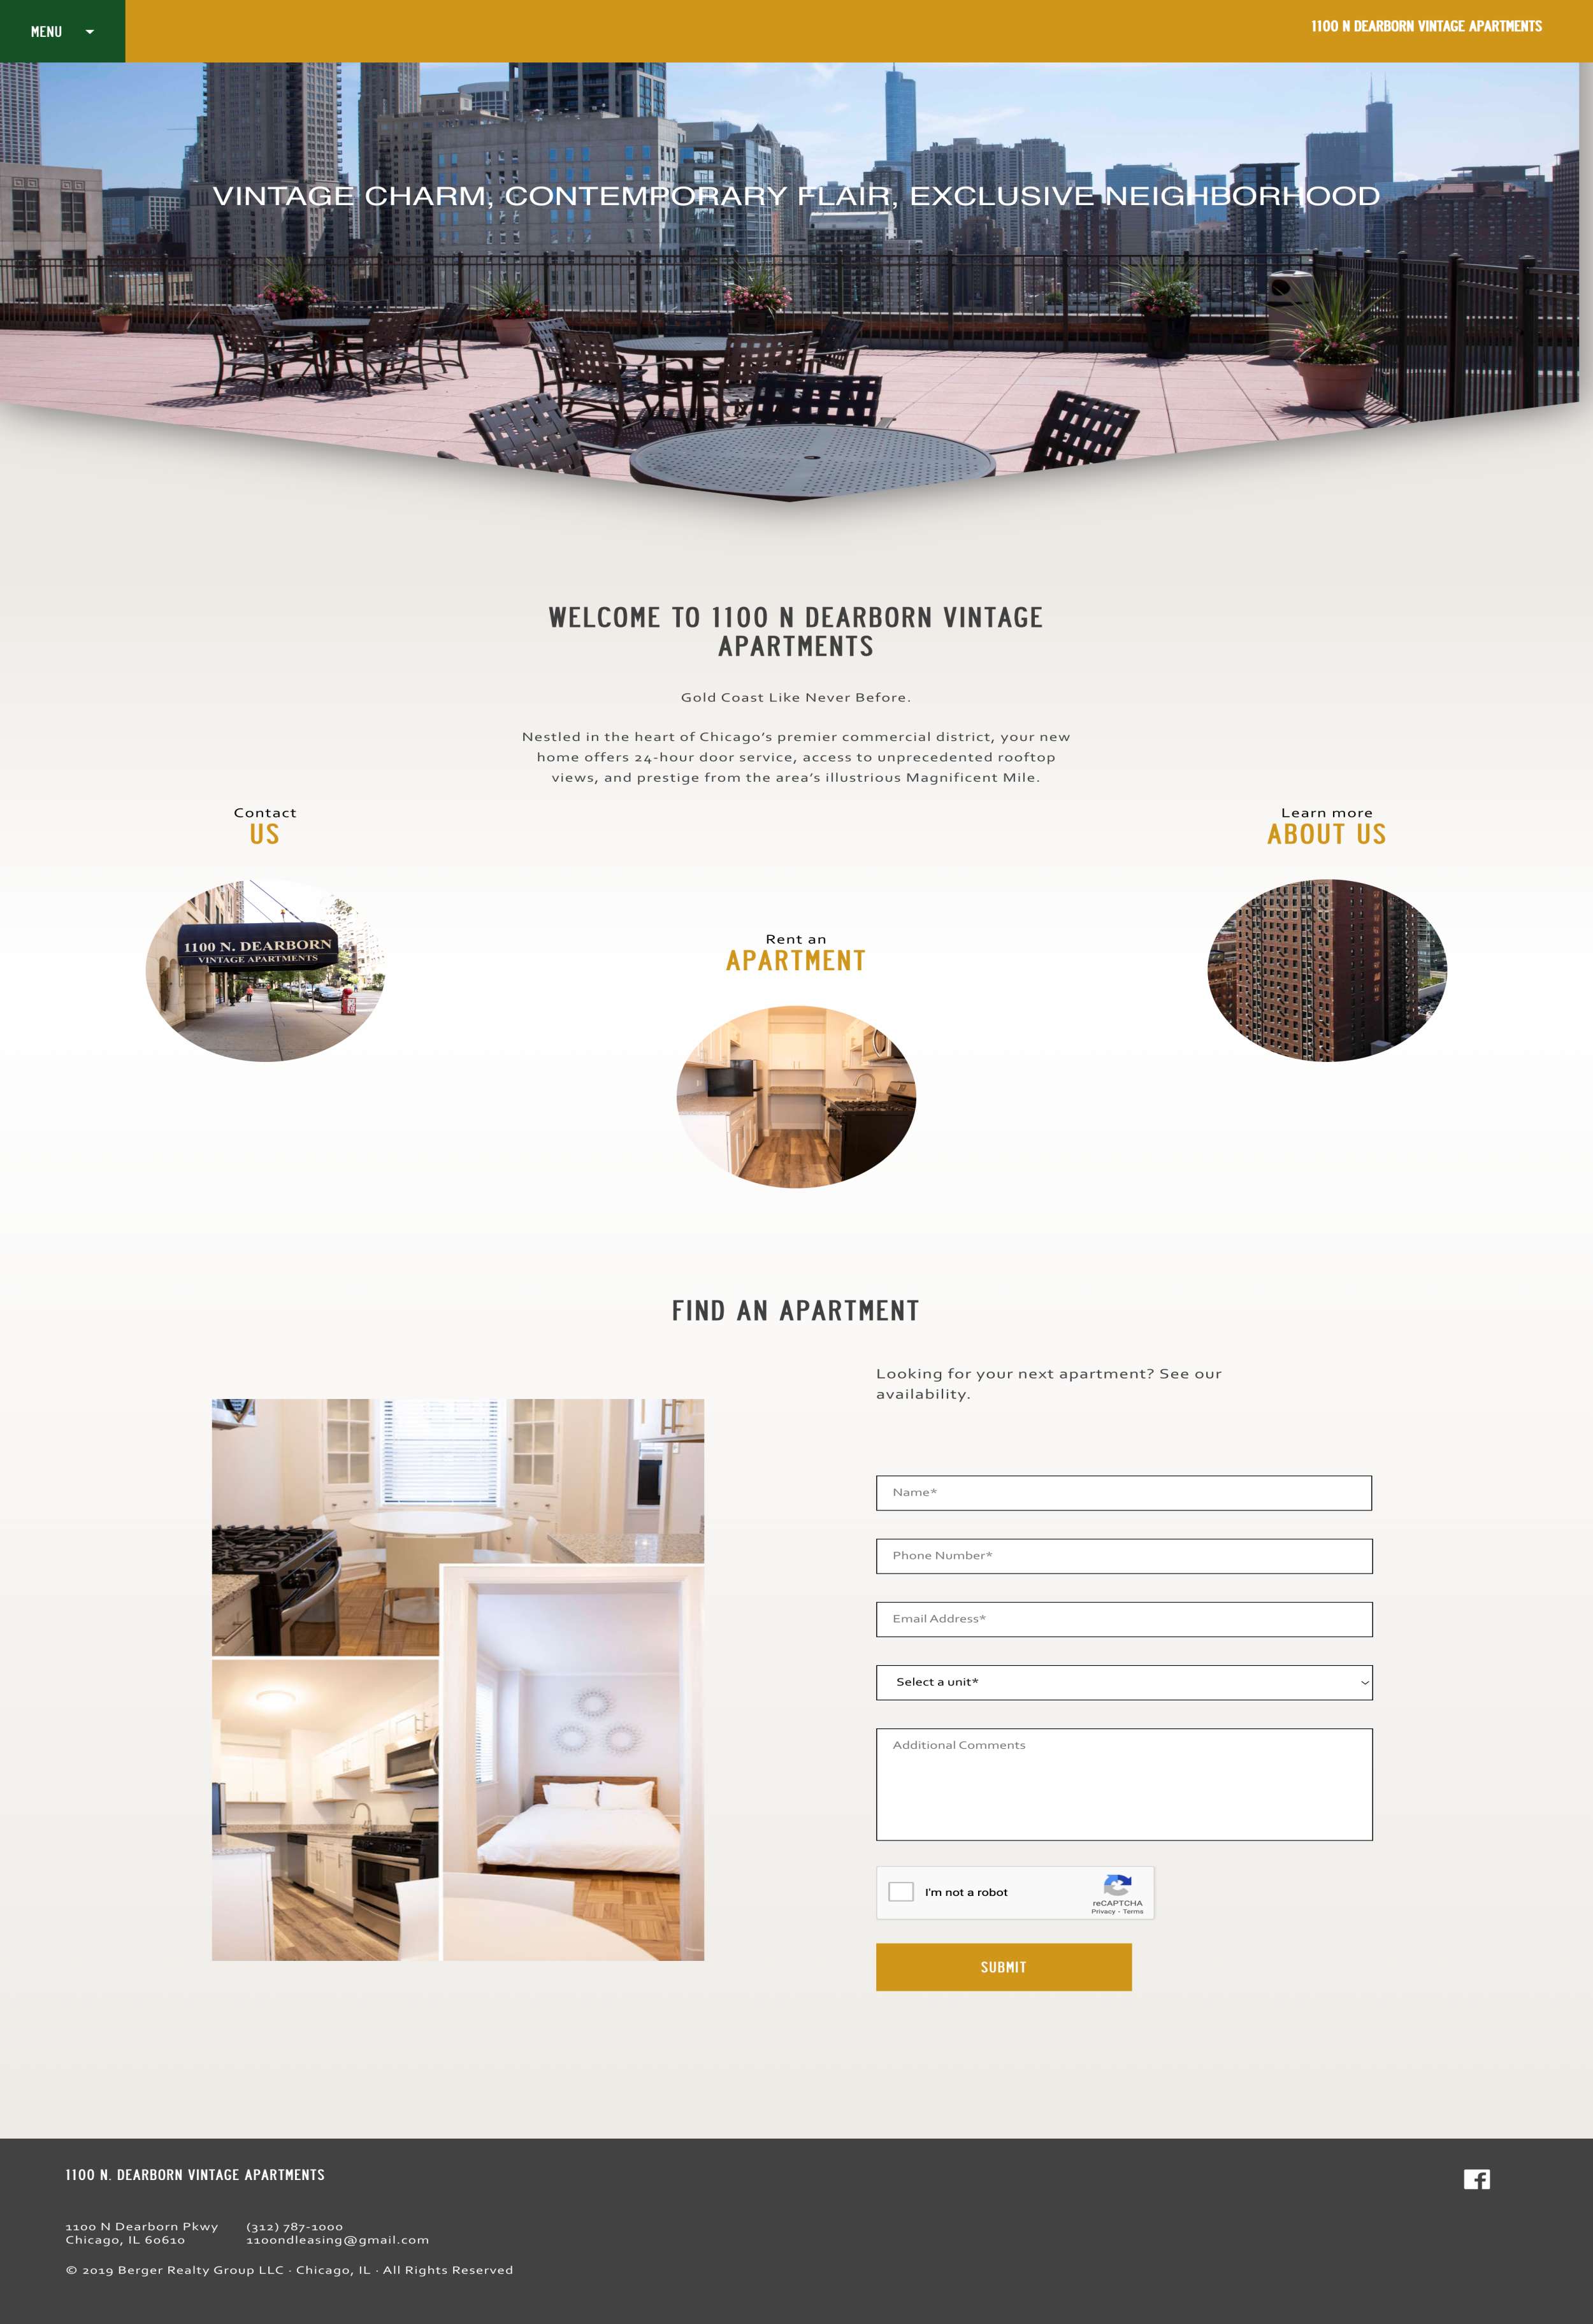 MENU
1100 N DEARBORN VINTAGE APARTMENTS
VINTAGE CHARM, CONTEMPORARY FLAIR, EXCLUSIVE NEIGHBORHOOD
WELCOME TO 1100 N DEARBORN VINTAGE
APARTMENTS
Gold Coast Like Never Before.
Nestled in the heart of Chicago’s premier commercial district, your new
home offers 24-hour door service, access to unprecedented rooftop
views, and prestige from the area’s illustrious Magnificent Mile.
Contact
US
1100 N. DEARBORN
VINTAGE APARTMENTS
Rent an
APARTMENT
Learn more
ABOUT US
FIND AN APARTMENT
Looking for your next apartment? See our
availability.
Name*
Phone Number*
Email Address*
Select a unit*
Additional Comments
I'm not a robot
reCAPTCHA
Privacy - Terms
SUBMIT
1100 N. DEARBORN VINTAGE APARTMENTS
1100 N Dearborn Pkwy
Chicago, IL 60610
(312) 787-1000
1100ndleasing@gmail.com
© 2019 Berger Realty Group LLC · Chicago, IL · All Rights Reserved